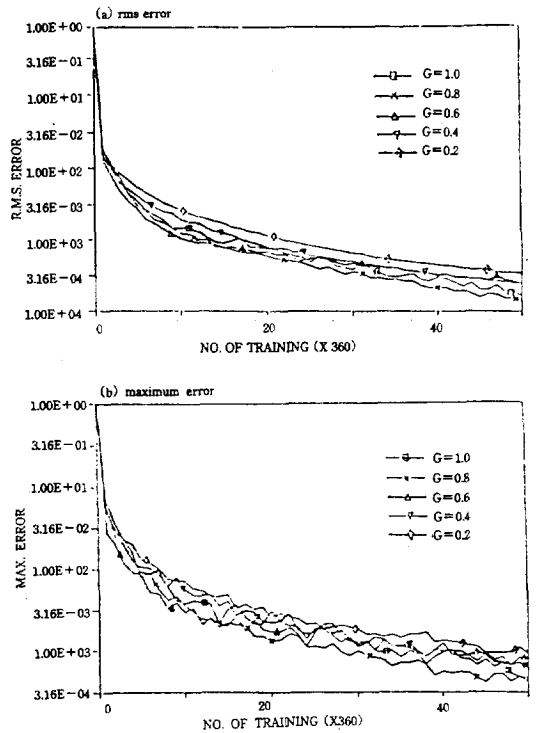 (a) rms error
1.00E+00
3.16E-01
1.00E+01
3.16E-02
1.00E+02
3.16E-03
1.00E+03
3.16E-04
1.00E+04
R.M.S. ERROR
G=1.0
G=0.8
G=0.6
G=0.4
G=0.2
0
20
40
NO. OF TRAINING (X 360)
(b) maximum error
1.00E+00
3.16E-01
1.00E+01
3.16E-02
1.00E+02
3.16E-03
1.00E+03
3.16E-04
MAX. ERROR
G=1.0
G=0.8
G=0.6
G=0.4
G=0.2
0
20
40
NO. OF TRAINING (X360)